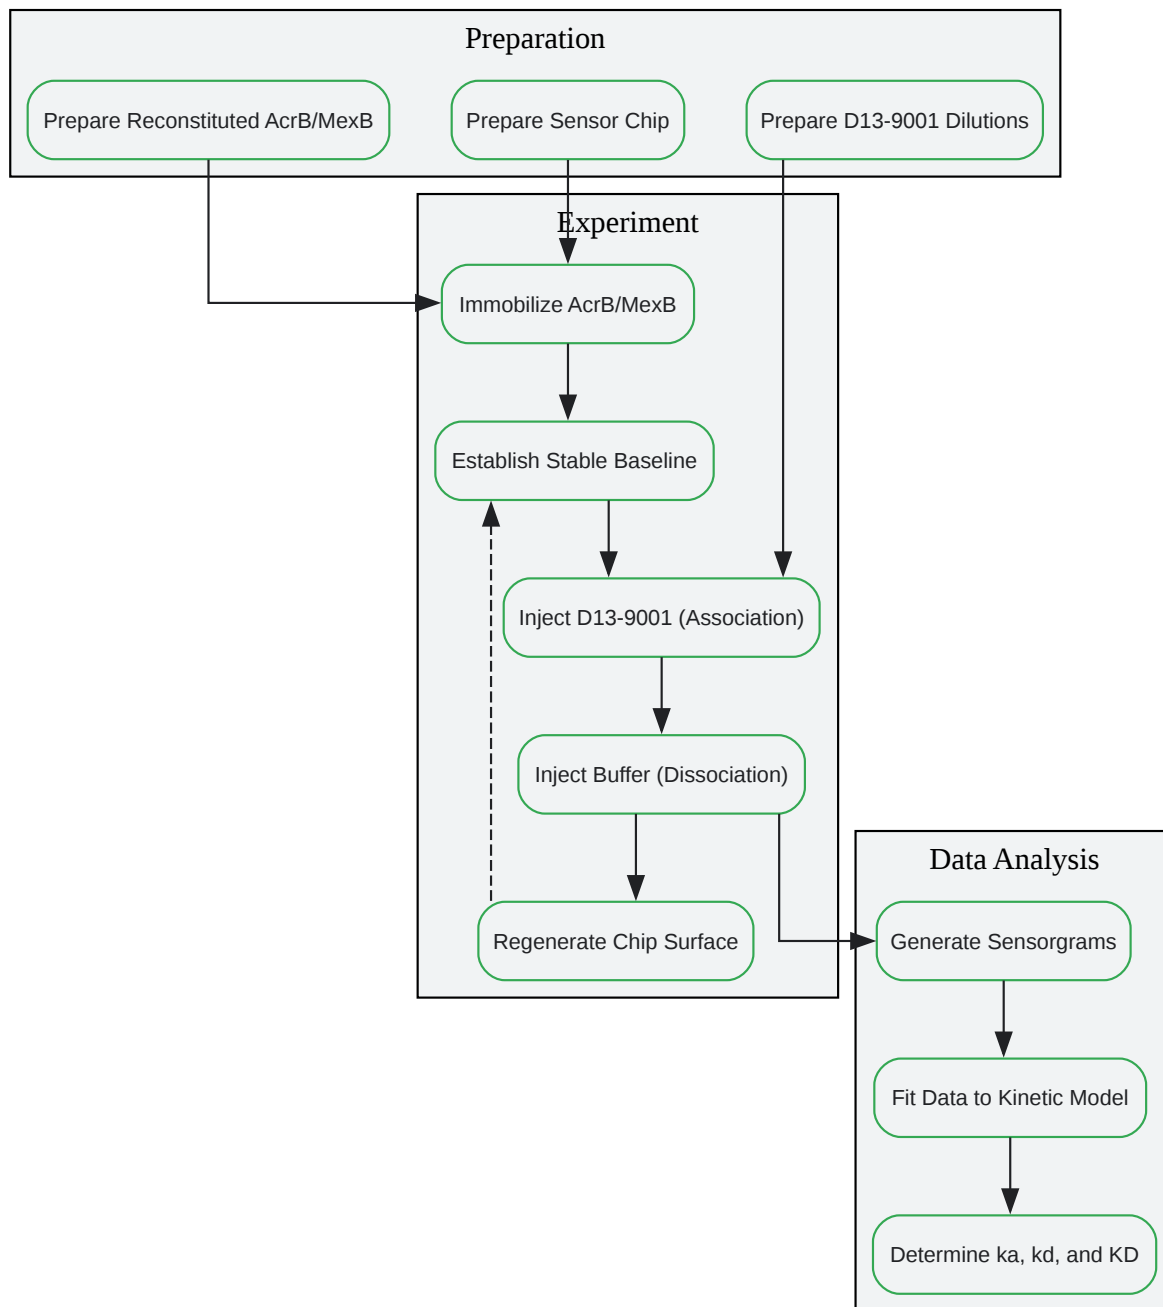 Preparation
Prepare Reconstituted AcrB/MexB
Prepare Sensor Chip
Prepare D13-9001 Dilutions
Experiment
Immobilize AcrB/MexB
Establish Stable Baseline
Inject D13-9001 (Association)
Inject Buffer (Dissociation)
Regenerate Chip Surface
Data Analysis
Generate Sensorgrams
Fit Data to Kinetic Model
Determine ka, kd, and KD